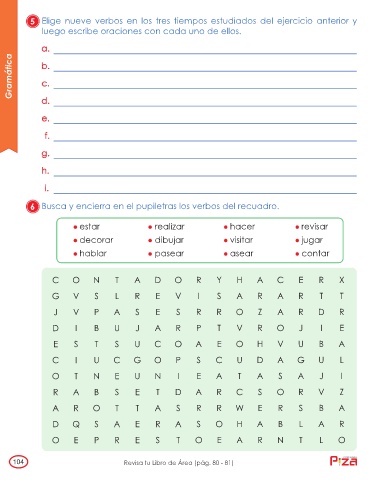 5 Elige nueve verbos en los tres tiempos estudiados del ejercicio anterior y
luego escribe oraciones con cada uno de ellos.
Gramática
a.
b.
c.
d.
e.
f.
g.
h.
i.
6 Busca y encierra en el pupiletras los verbos del recuadro.
• estar • realizar • hacer • revisar
• decorar • dibujar • visitar • jugar
• hablar • pasear • asear • contar
C O N T A D O R Y H A C E R X
G V S L R E V I S A R A R T T
J V P A S E S R R O Z A R D R
D I B U J A R P T V R O J I E
E S T S U C O A E O H V U B A
C I U C G O P S C U D A G U L
O T N E U N I E A T A S A J I
R A B S E T D A R C S O R V Z
A R O T T A S R R W E R S B A
D Q S A E R A S O H A B L A R
O E P R E S T O E A R N T L O
104
Revisa tu Libro de Área (pág. 80 - 81)
PIZA